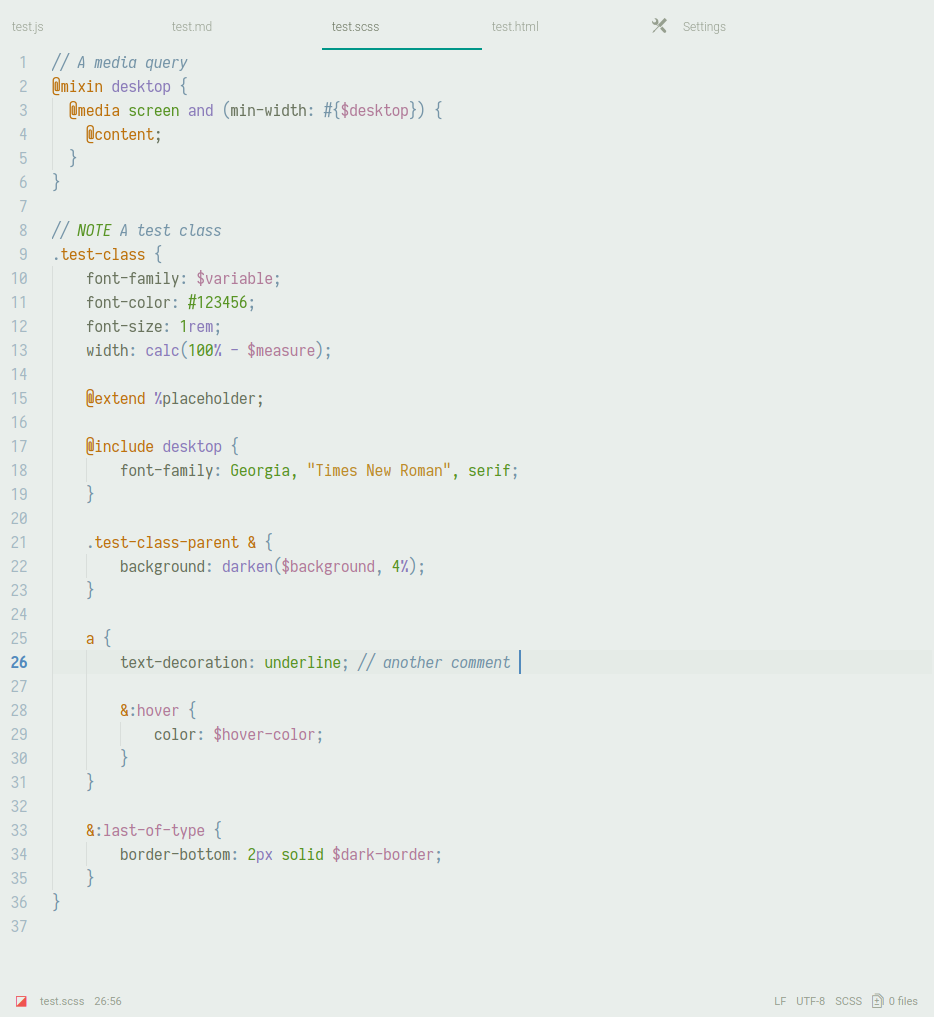 test.js test.md test.scss test.html Settings
1 // A media query
2 @mixin desktop {
3   @media screen and (min-width: #{$desktop}) {
4     @content;
5   }
6 }
7
8 // NOTE A test class
9 .test-class {
10     font-family: $variable;
11     font-color: #123456;
12     font-size: 1rem;
13     width: calc(100% - $measure);
14
15     @extend %placeholder;
16
17     @include desktop {
18         font-family: Georgia, "Times New Roman", serif;
19     }
20
21     .test-class-parent & {
22         background: darken($background, 4%);
23     }
24
25     a {
26         text-decoration: underline; // another comment
27
28         &:hover {
29             color: $hover-color;
30         }
31     }
32
33     &:last-of-type {
34         border-bottom: 2px solid $dark-border;
35     }
36 }
37
test.scss 26:56 LF UTF-8 SCSS 0 files